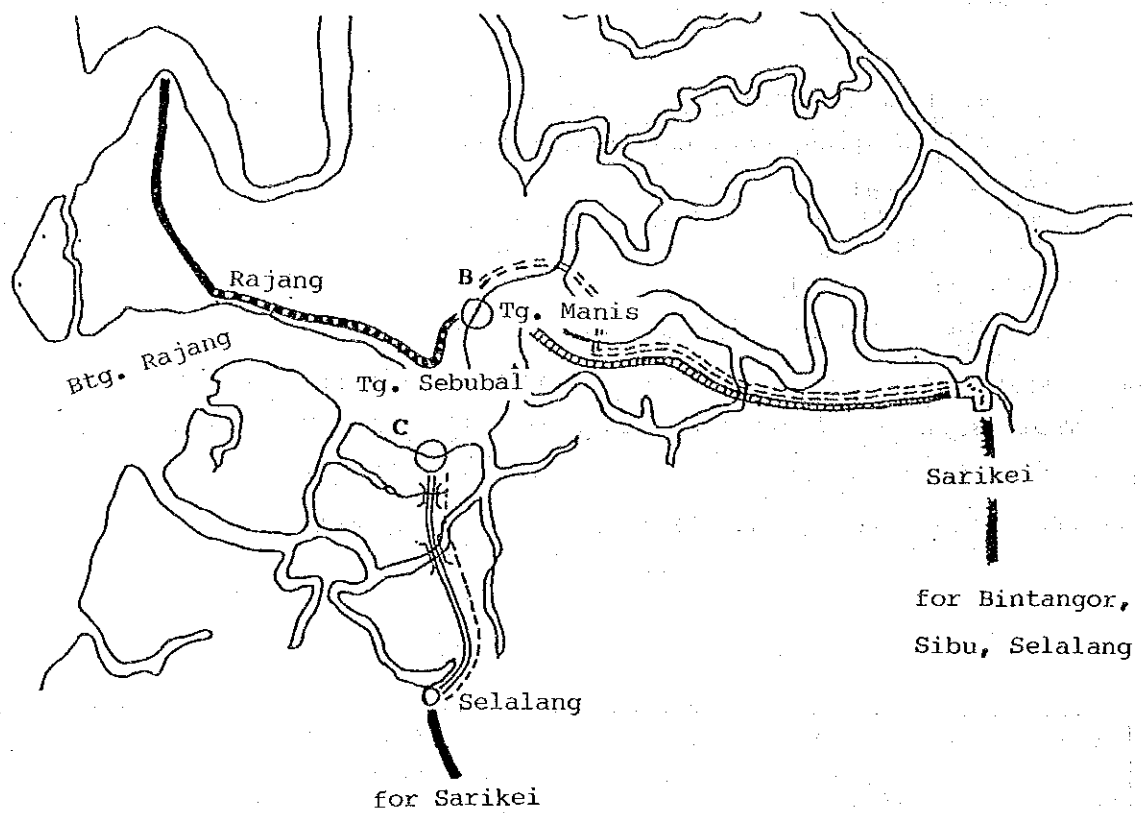 Rajang
B
Tg. Manis
Btg. Rajang
Tg. Sebubal
C
Sarikei
for Bintangor,
Sibu, Selalang
Selalang
for Sarikei